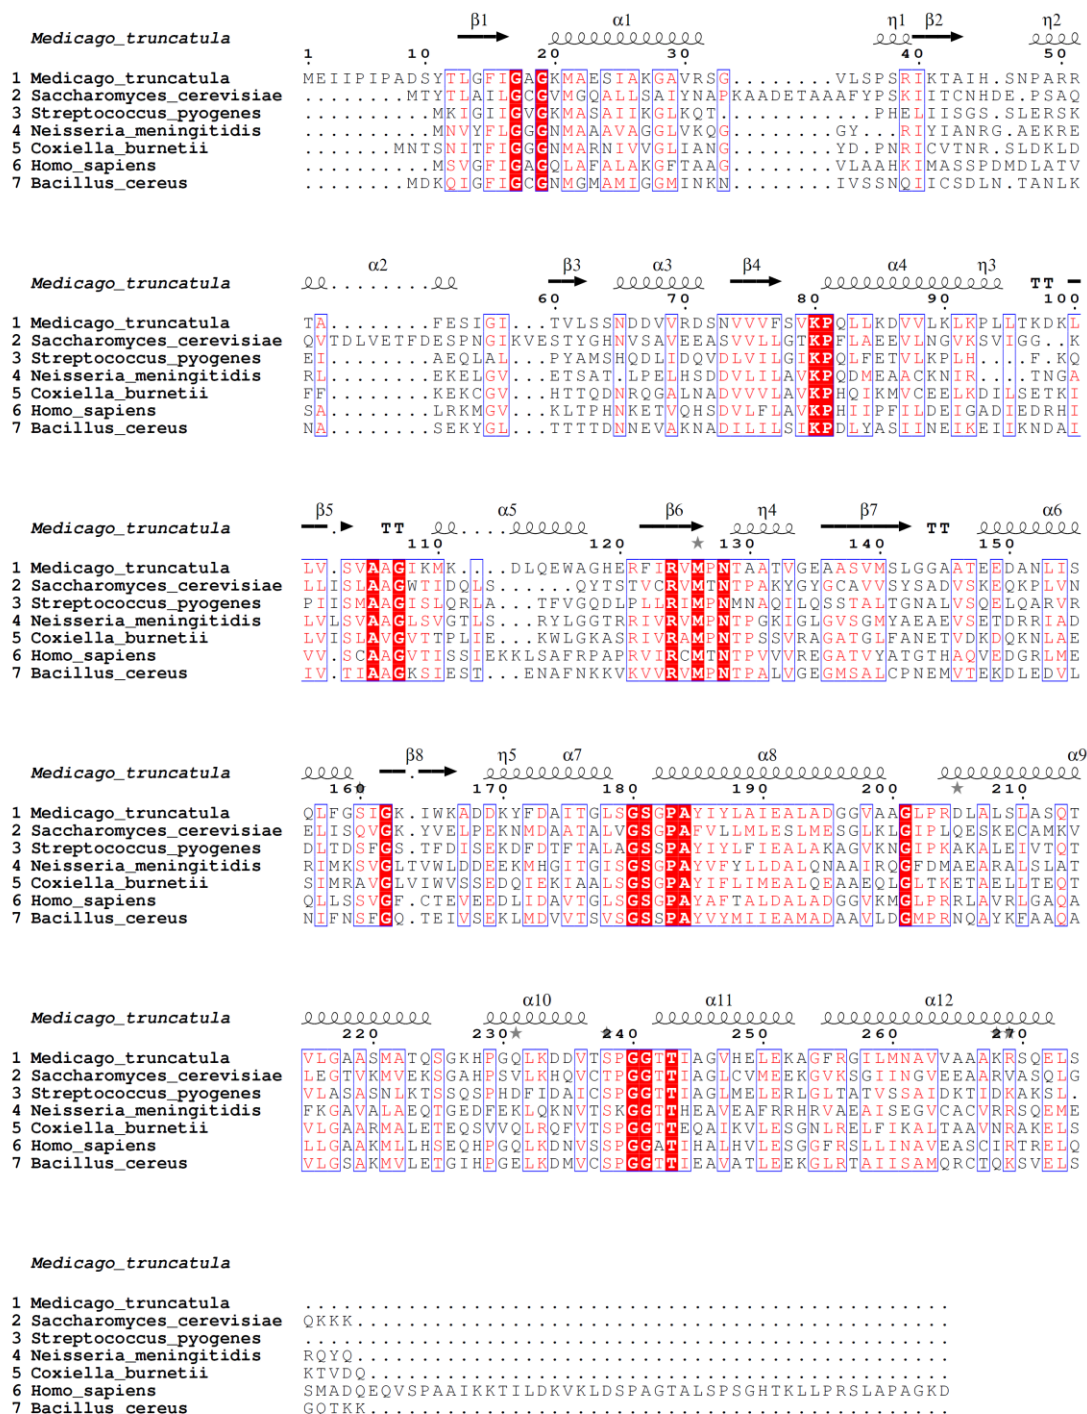 β1 α1 η1 β2 η2
Medicago_truncatula
1 10 20 30 40 50
1 Medicago_truncatula MEIIPIPADSYTLGFIGAGKMAESIAKGAVRSG.........VLSPSRIKTAIH.SNPARR
2 Saccharomyces_cerevisiae ........MTYTLAILGCGVMGQALLSAIYNAPKAADETAAAFYPSKIITCNHDE.PSAQ
3 Streptococcus_pyogenes ..........MKIGIIGVGKMASAIIKGLKQT...........PHELIISGS.SLERSK
4 Neisseria_meningitidis ..........MNVYFLGGGNMAAAVAGGLVKQG........GY..RIYIANRG.AEKRE
5 Coxiella_burnetii .......MNTSNITFIGGGNMARNIVVGLIANG........YD.PNRICVTNR.SLDKLD
6 Homo_sapiens ..........MSVGFIGAGQLAFALAKGFTAAG........VLAAHKIMASSPDMDLATV
7 Bacillus_cereus ........MDKQIGFIGCGNMGMAMIGGMINKN........IVSSNQIICSDLN.TANLK
α2 β3 α3 β4 α4 η3
Medicago_truncatula TT
60 70 80 90 100
1 Medicago_truncatula TA........FESIGI...TVLSSNDDVVRDSNVVVFSVKPQLLKDVVLKLKPLLTKDKL
2 Saccharomyces_cerevisiae QVTDLVETFDESPNGIKVESTYGHNVSAVEEASVVLLGTKPFLAEEVLNGVKSVIGG..K
3 Streptococcus_pyogenes EI........AEQLAL...PYAMSHQDLIDQVDLVILGIKPQLFETVLKPLH...F.KQ
4 Neisseria_meningitidis RL........EKELGV...ETSAT.LPELHSDDVLILAVKPQDMEAACKNIR...TNGA
5 Coxiella_burnetii FF........KEKCGV...HTTQDNRQGALNADVVVLAVKPHQIKMVCEELKDILSETKI
6 Homo_sapiens SA........LRKMGV...KLTPHNKETVQHSDVLFLAVKPHIIPFILDEIGADIEDRHI
7 Bacillus_cereus NA........SEKYGL...TTTTDNNEVAKNADILILSIKPDLYASIINEIKEIIKNDAI
β5 α5 β6 η4 β7 α6
Medicago_truncatula TT TT
110 120 130 140 150
1 Medicago_truncatula LV.SVAAGIKMK...DLQEWAGHERFIRVMPNTAATVGEAASVMSLGGAATEEDANLIS
2 Saccharomyces_cerevisiae LLISLAAGWTIDQLS......QYTSTVCRVMTNTPAKYGYGCAVVSYSADVSKEQKPLVN
3 Streptococcus_pyogenes PIISMAAGISLQRLA...TFVGQDLPLLRIMPNMNAQILQSSTALTGNALVSQELQARVR
4 Neisseria_meningitidis LVLSVAAGLSVGTLS...RYLGGTRRIVRVMPNTPGKIGLGVSGMYAEAEVSETDRRIAD
5 Coxiella_burnetii LVISLAVGVTTPLIE...KWLGKASRIVRAMPNTPSSVRAGATGLFANETVDKDQKNLAE
6 Homo_sapiens VV.SCAAGVTISSIEKKLSAFRPAPRVIRCMTNTPVVVREGATVYATGTHAQVEDGRLME
7 Bacillus_cereus IV.TIAAGKSIEST...ENAFNKKVKVVRVMPNTPALVGEGMSALCPNEMVTEKDLEDVL
β8 η5 α7 α8 α9
Medicago_truncatula
160 170 180 190 200 210
1 Medicago_truncatula QLFGSIGK.IWKADDKYFDAITGLSGSGPAYIYLAIEALADGGVAAGLPRDLALSLASQT
2 Saccharomyces_cerevisiae ELISQVGK.YVELPEKNMDAATALVGSGPAFVLLMLESLMESGLKLGIPLQESKECAMKV
3 Streptococcus_pyogenes DLTDSFGS.TFDISEKDFDTFTALAGSSPAYIYLFIEALAKAGVKNGIPKAKALEIVTQT
4 Neisseria_meningitidis RIMKSVGLTVWLDDEEKMHGITGISGSGPAYVFYLLDALQNAAIRQGFDMAEARALSLAT
5 Coxiella_burnetii SIMRAVGLVIWVSSEDQIEKIAALSGSGPAYIFLIMEALQEAAEQLGLTKETAELLTEQT
6 Homo_sapiens QLLSSVGF.CTEVEEDLIDAVTGLSGSGPAYAFTALDALADGGVKMGLPRRLAVRLGAQA
7 Bacillus_cereus NIFNSFGQ.TEIVSEKLMDVVTSVSGSSPAYVYMIIEAMADAAVLDGMPRNQAYKFAAQA
α10 α11 α12
Medicago_truncatula
220 230 240 250 260 270
1 Medicago_truncatula VLGAASMATQSGKHPGQLKDDVTSPGGTTIAGVHELEKAGFRGILMNAVVAAAKRSQELS
2 Saccharomyces_cerevisiae LEGTVKMVEKSGAHPSVLKHQVCTPGGTTIAGLCVMEEKGVKSGIINGVEEAARVASQLG
3 Streptococcus_pyogenes VLASASNLKTSSQSPHDFIDAICSPGGTTIAGLMELERLGLTATVSSAIDKTIDKAKSL.
4 Neisseria_meningitidis FKGAVALAEQTGEDFEKLQKNVTSKGGTTHEAVEAFRRHRVAEAISEGVCACVRRSQEME
5 Coxiella_burnetii VLGAARMALETEQSVVQLRQFVTSPGGTTEQAIKVLESGNLRELFIKALTAAVNRAKELS
6 Homo_sapiens LLGAAKMLLHSEQHPGQLKDNVSSPGGATIHALHVLESGGFRSLLINAVEASCIRTRELQ
7 Bacillus_cereus VLGSAKMVLETGIHPGELKDMVCSPGGTTIEAVATLEEKGLRTAIISAMQRCTQKSVELS
Medicago_truncatula
1 Medicago_truncatula ..................................................
2 Saccharomyces_cerevisiae QKKK..............................................
3 Streptococcus_pyogenes ..................................................
4 Neisseria_meningitidis RQYQ..............................................
5 Coxiella_burnetii KTVDQ.............................................
6 Homo_sapiens SMADQEQVSPAAIKKTILDKVKLDSPAGTALSPSGHTKLLPRSLAPAGKD
7 Bacillus_cereus GQTKK.............................................